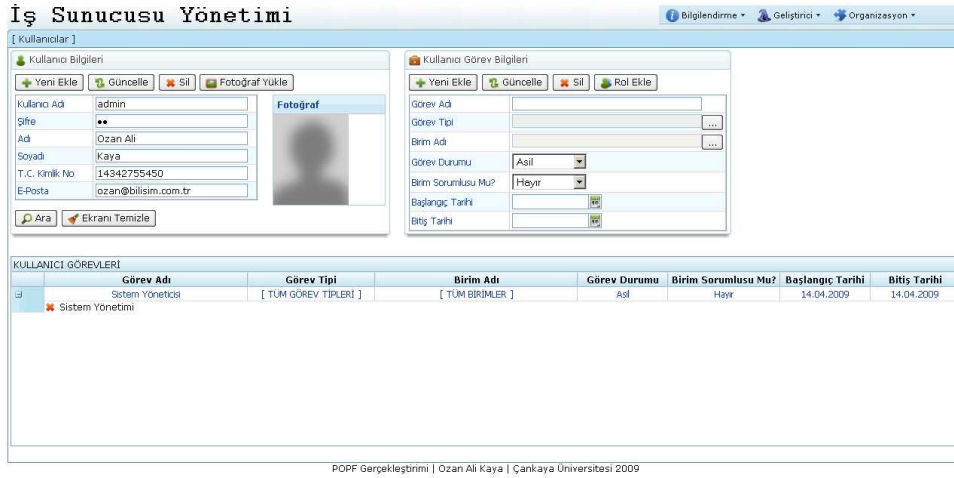 İş Sunucusu Yönetimi
Bilgilendirme Geliştirici Organizasyon
[ Kullanıcılar ]
Kullanıcı Bilgileri
Yeni Ekle Güncelle Sil Fotoğraf Yükle
Kullanıcı Adı admin
Şifre ••
Adı Ozan Ali
Soyadı Kaya
T.C. Kimlik No 14342755450
E-Posta ozan@bilisim.com.tr
Fotoğraf
Ara Ekranı Temizle
Kullanıcı Görev Bilgileri
Yeni Ekle Güncelle Sil Rol Ekle
Görev Adı
Görev Tipi ...
Birim Adı ...
Görev Durumu Asil
Birim Sorumlusu Mu? Hayır
Başlangıç Tarihi
Bitiş Tarihi
KULLANICI GÖREVLERİ
Görev Adı Görev Tipi Birim Adı Görev Durumu Birim Sorumlusu Mu? Başlangıç Tarihi Bitiş Tarihi
Sistem Yöneticisi [ TÜM GÖREV TİPLERİ ] [ TÜM BİRİMLER ] Asil Hayır 14.04.2009 14.04.2009
Sistem Yönetimi
POPF Gerçekleştirimi | Ozan Ali Kaya | Çankaya Üniversitesi 2009